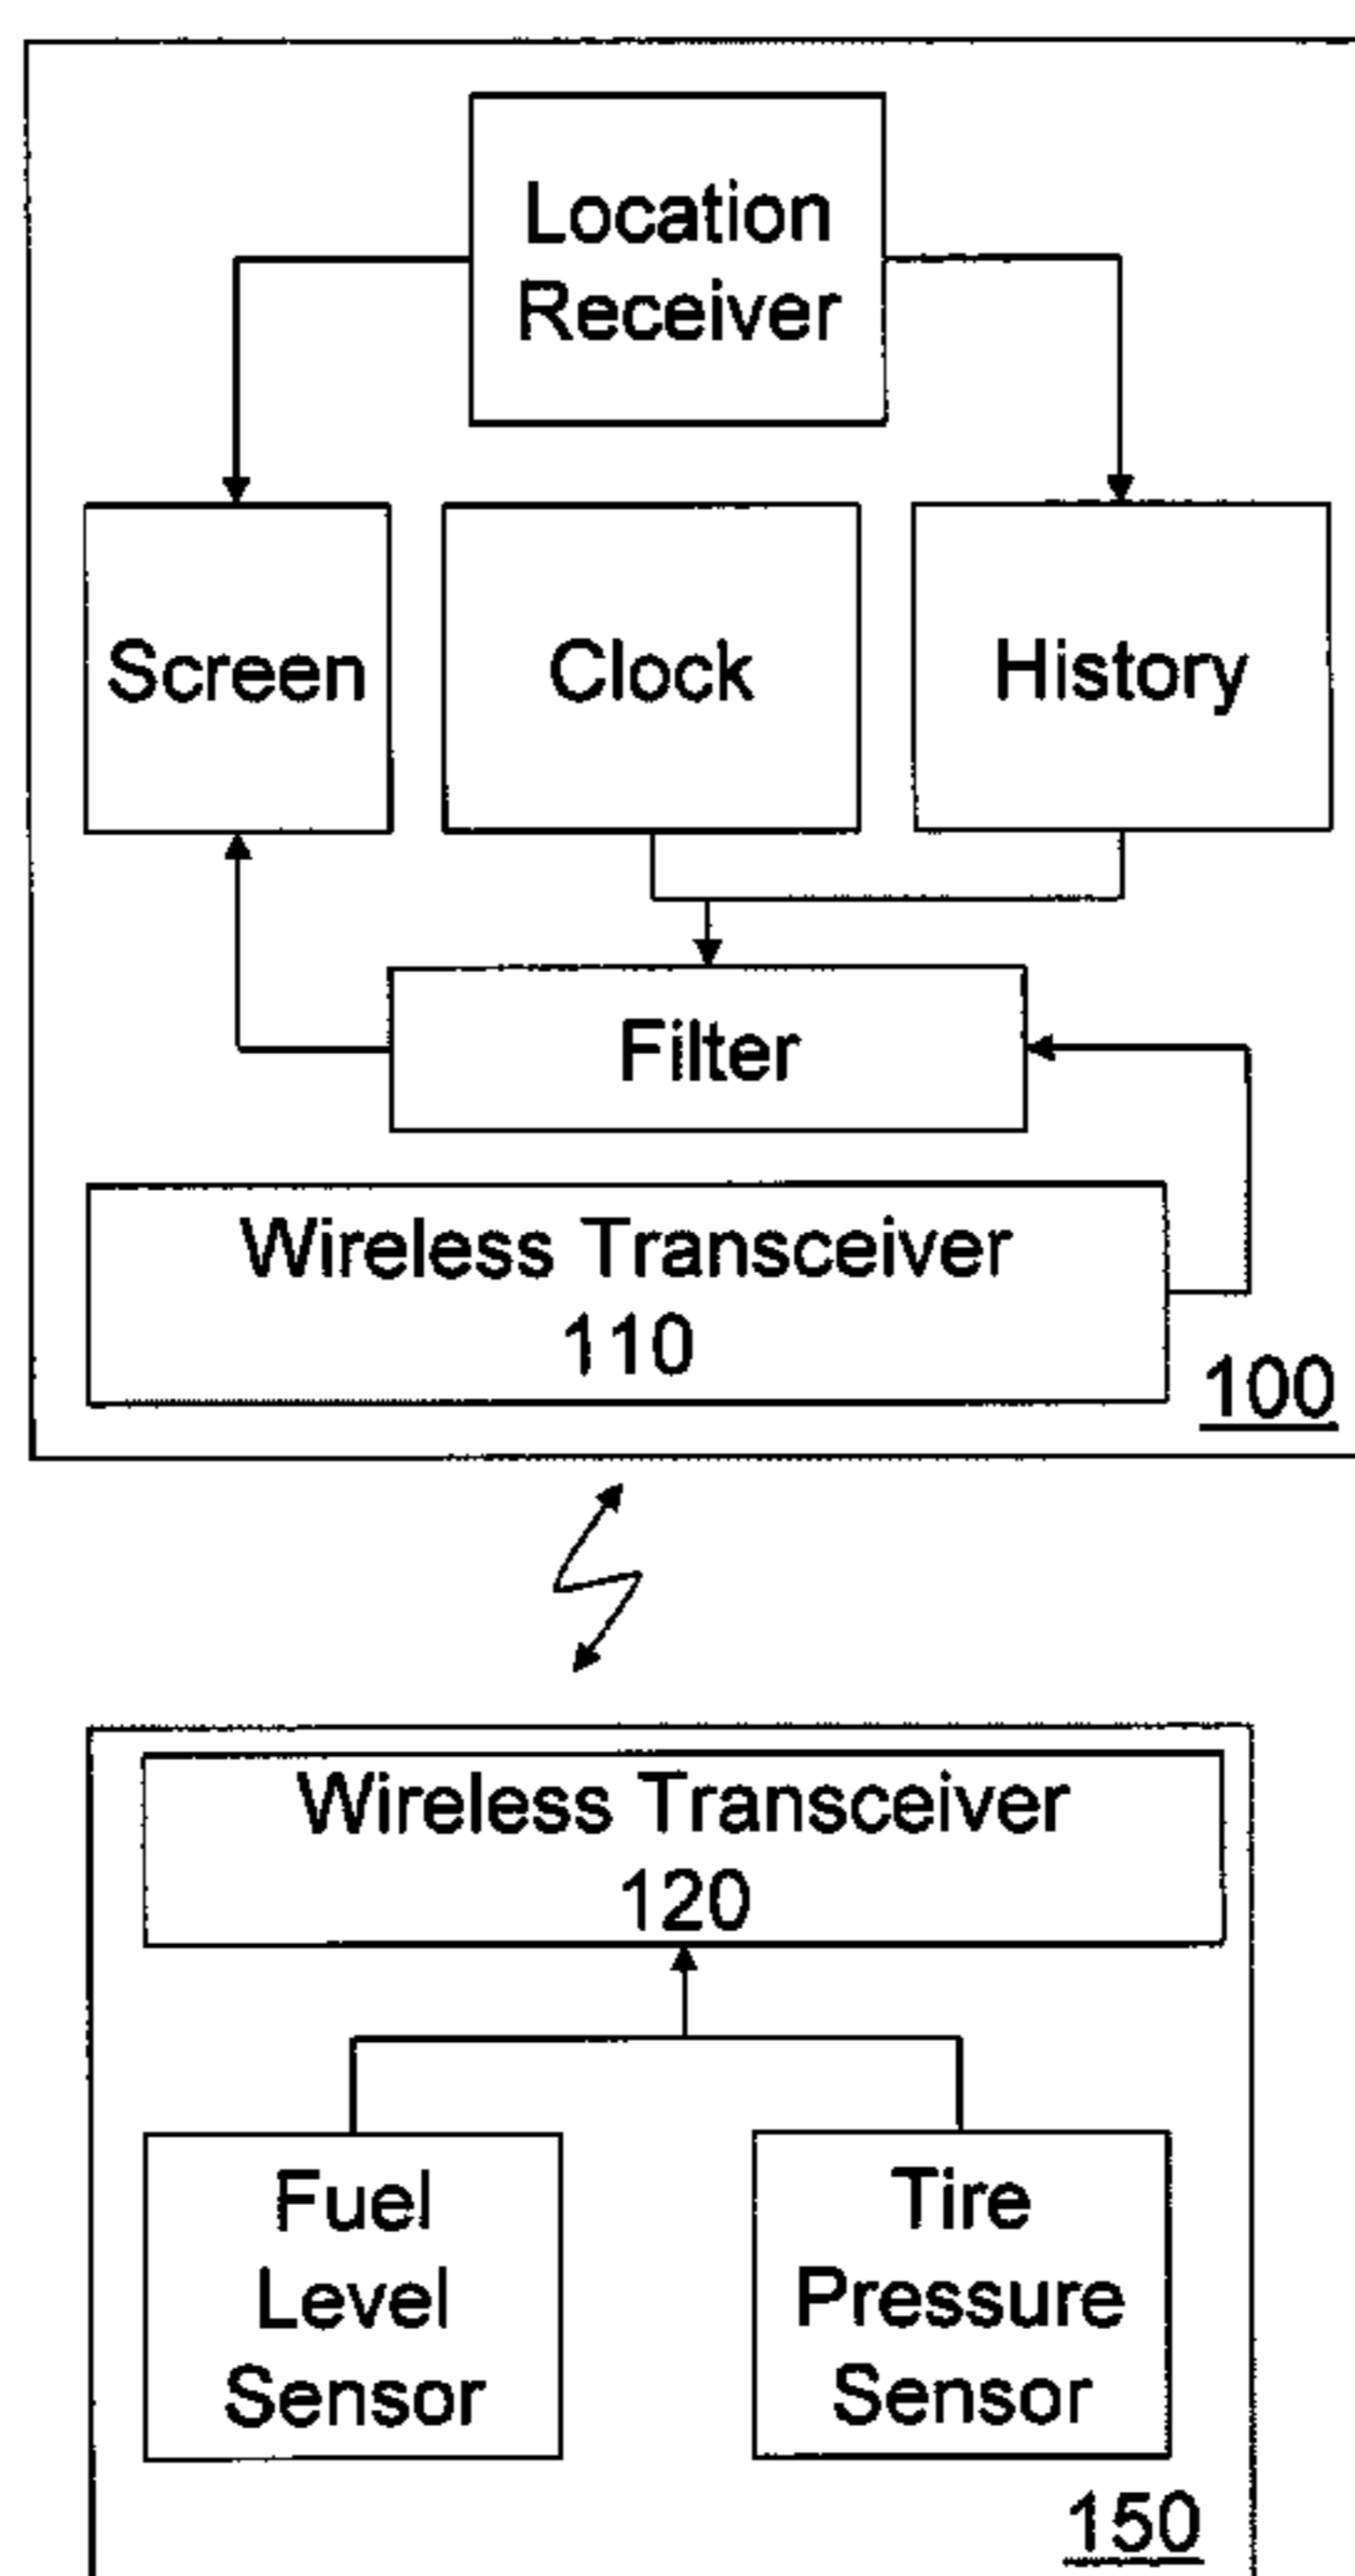 Location
Receiver
Screen
Clock
History
Filter
Wireless Transceiver
110
100
Wireless Transceiver
120
Fuel
Level
Sensor
Tire
Pressure
Sensor
150